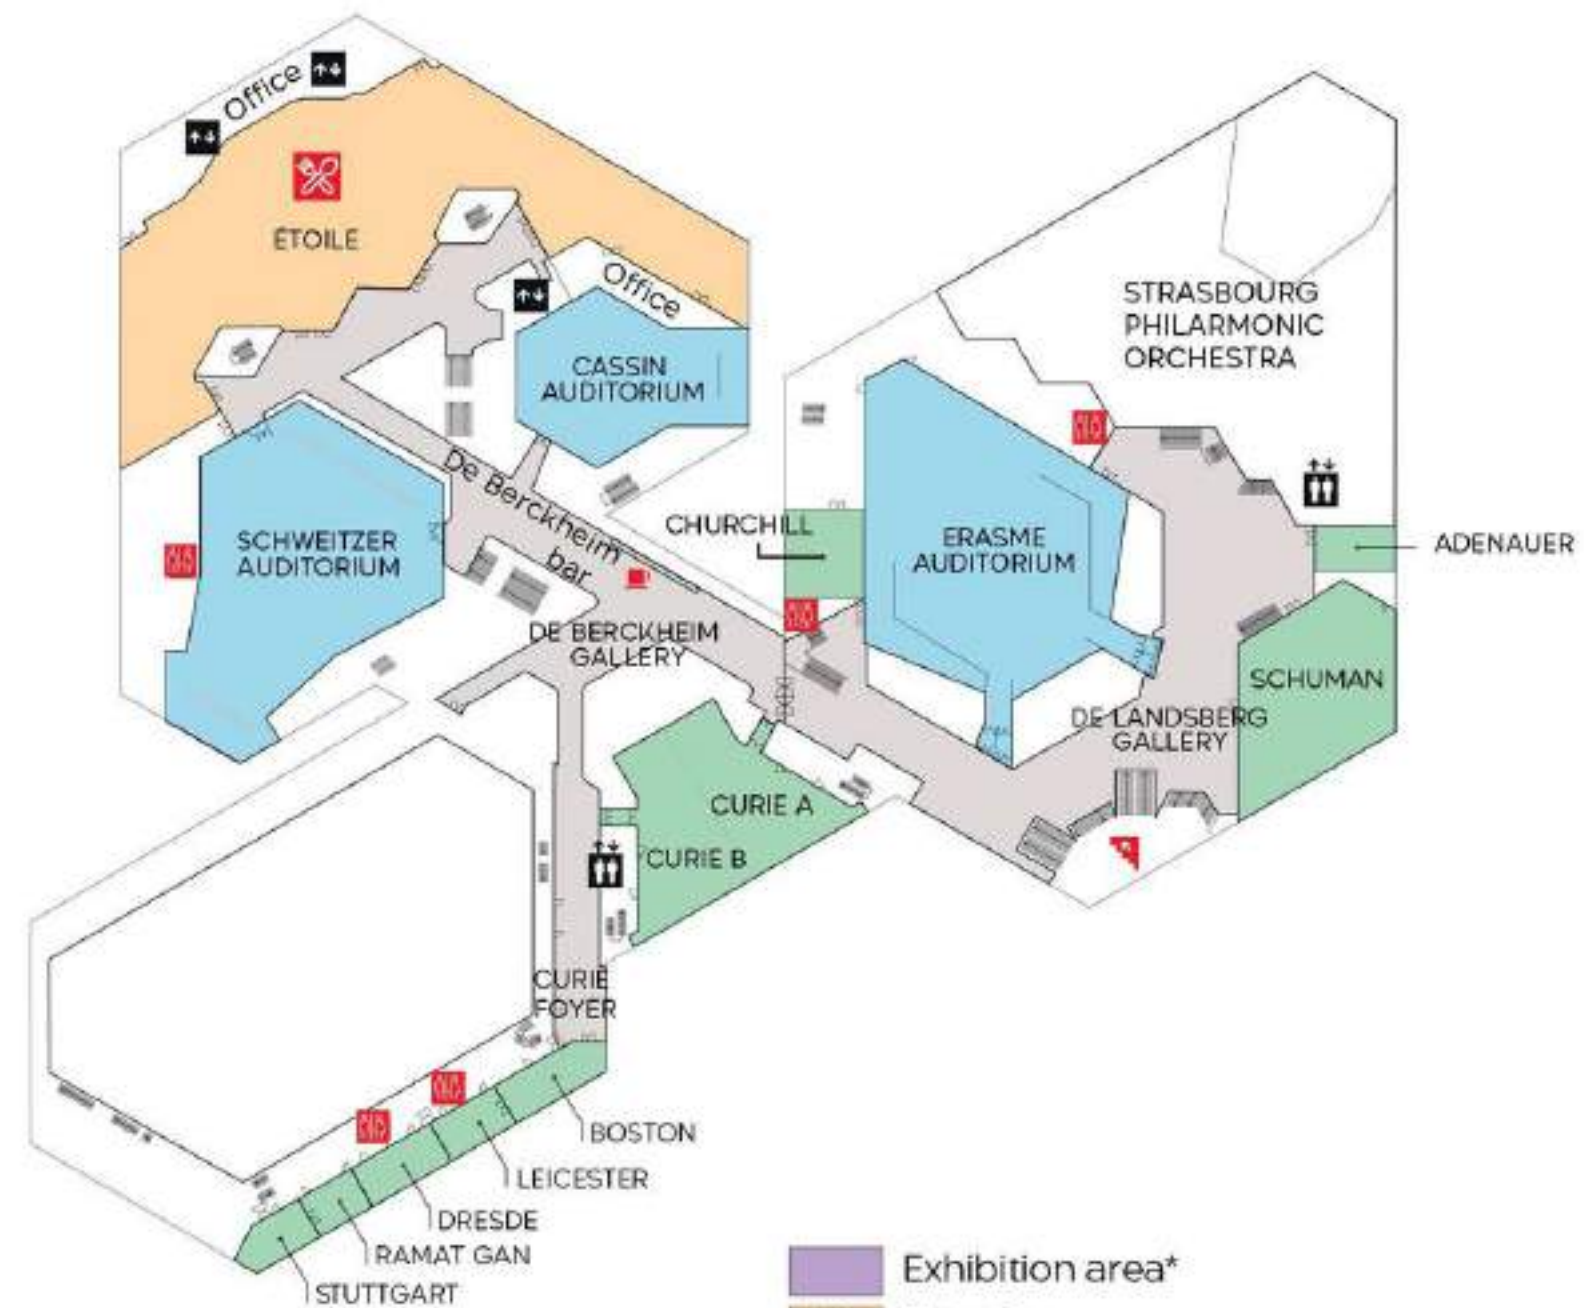 Office
ÉTOILE
Office
CASSIN
AUDITORIUM
STRASBOURG
PHILARMONIC
ORCHESTRA
De Berckheim
bar
SCHWEITZER
AUDITORIUM
CHURCHILL
ERASME
AUDITORIUM
ADENAUER
DE BERCKHEIM
GALLERY
SCHUMAN
DE LANDSBERG
GALLERY
CURIE A
CURIE B
CURIE
FOYER
BOSTON
LEICESTER
DRESDE
RAMAT GAN
STUTTGART
Exhibition area*